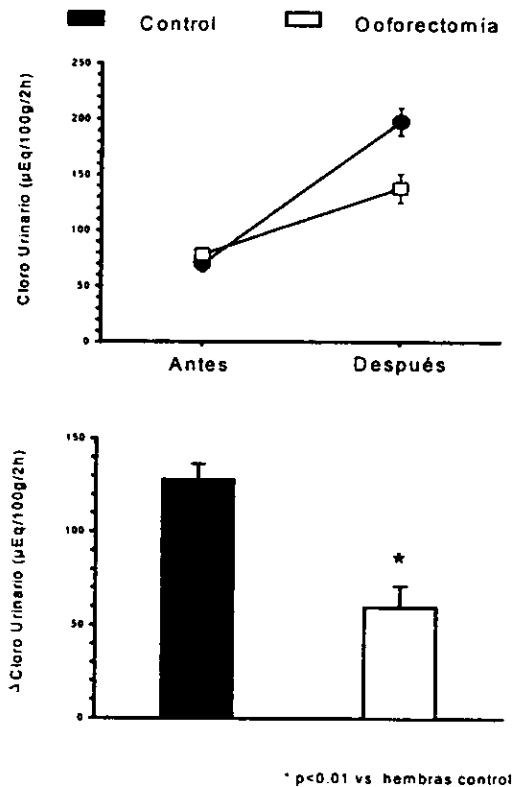 Control Ooforectomía
Cloro Urinario (µEq/100g/2h)
250
200
150
100
50
0
Antes Después
Δ Cloro Urinario (µEq/100g/2h)
150
100
50
0
*
* p<0.01 vs hembras control